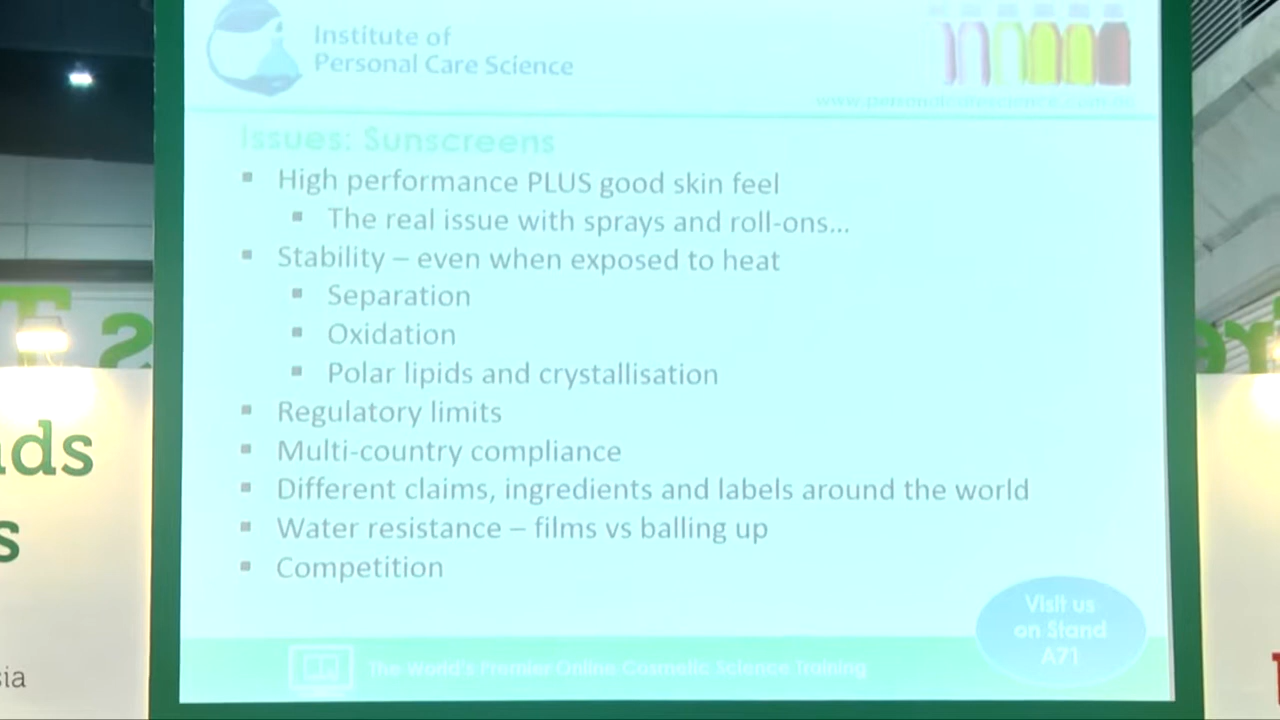 Institute of
Personal Care Science
Issues: Sunscreens
▪ High performance PLUS good skin feel
▪ The real issue with sprays and roll-ons...
▪ Stability – even when exposed to heat
▪ Separation
▪ Oxidation
▪ Polar lipids and crystallisation
▪ Regulatory limits
▪ Multi-country compliance
▪ Different claims, ingredients and labels around the world
▪ Water resistance – films vs balling up
▪ Competition
Visit us
on Stand
A71
The World's Premier Online Cosmetic Science Training